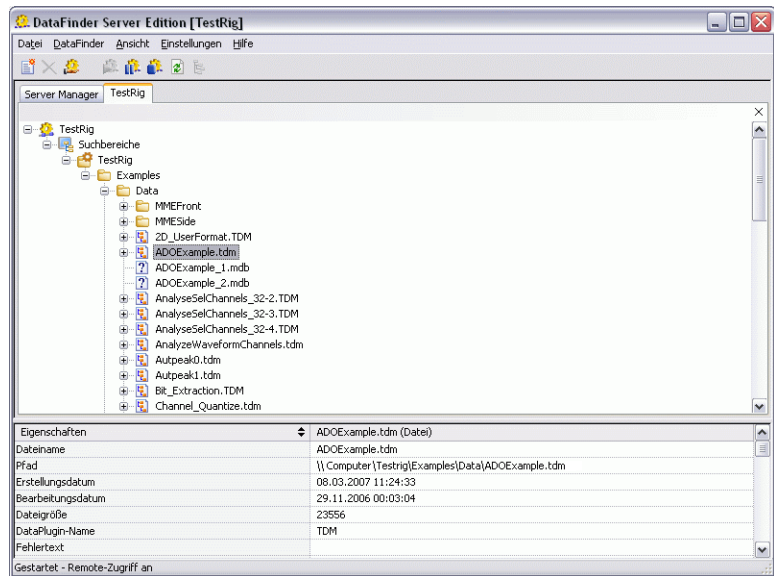 DataFinder Server Edition [TestRig]
Datei DataFinder Ansicht Einstellungen Hilfe
Server Manager TestRig
TestRig
Suchbereiche
TestRig
Examples
Data
MMEFront
MMESide
2D_UserFormat.TDM
ADOExample.tdm
ADOExample_1.mdb
ADOExample_2.mdb
AnalyseSelChannels_32-2.TDM
AnalyseSelChannels_32-3.TDM
AnalyseSelChannels_32-4.TDM
AnalyzeWaveformChannels.tdm
Autpeak0.tdm
Autpeak1.tdm
Bit_Extraction.TDM
Channel_Quantize.tdm
Eigenschaften ADOExample.tdm (Datei)
Dateiname ADOExample.tdm
Pfad \\Computer\Testrig\Examples\Data\ADOExample.tdm
Erstellungsdatum 08.03.2007 11:24:33
Bearbeitungsdatum 29.11.2006 00:03:04
Dateigröße 23556
DataPlugin-Name TDM
Fehlertext
Gestartet - Remote-Zugriff an